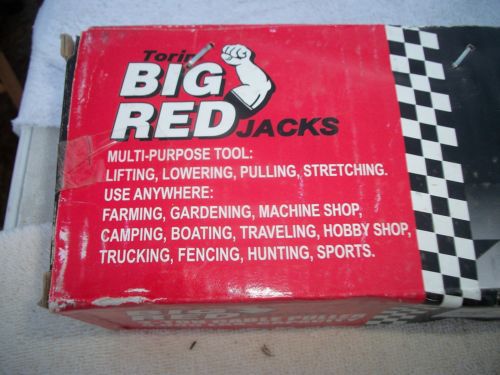 Torin
BIG
RED JACKS
MULTI-PURPOSE TOOL:
LIFTING, LOWERING, PULLING, STRETCHING.
USE ANYWHERE:
FARMING, GARDENING, MACHINE SHOP,
CAMPING, BOATING, TRAVELING, HOBBY SHOP,
TRUCKING, FENCING, HUNTING, SPORTS.